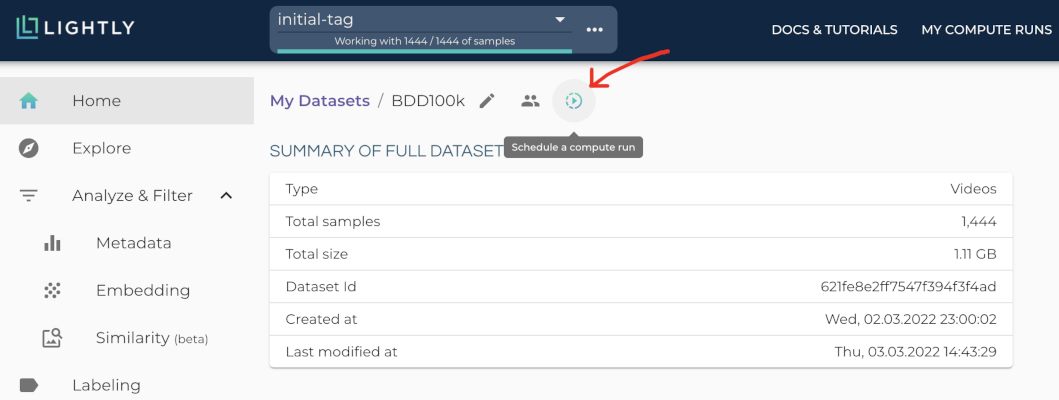 LIGHTLY
initial-tag
Working with 1444 / 1444 of samples
DOCS & TUTORIALS MY COMPUTE RUNS
Home
My Datasets / BDD100k
Explore
Schedule a compute run
SUMMARY OF FULL DATASET
Type Videos
Analyze & Filter
Total samples 1,444
Metadata
Total size 1.11 GB
Embedding
Dataset Id 621fe8e2ff7547f394f3f4ad
Created at Wed, 02.03.2022 23:00:02
Similarity (beta)
Last modified at Thu, 03.03.2022 14:43:29
Labeling